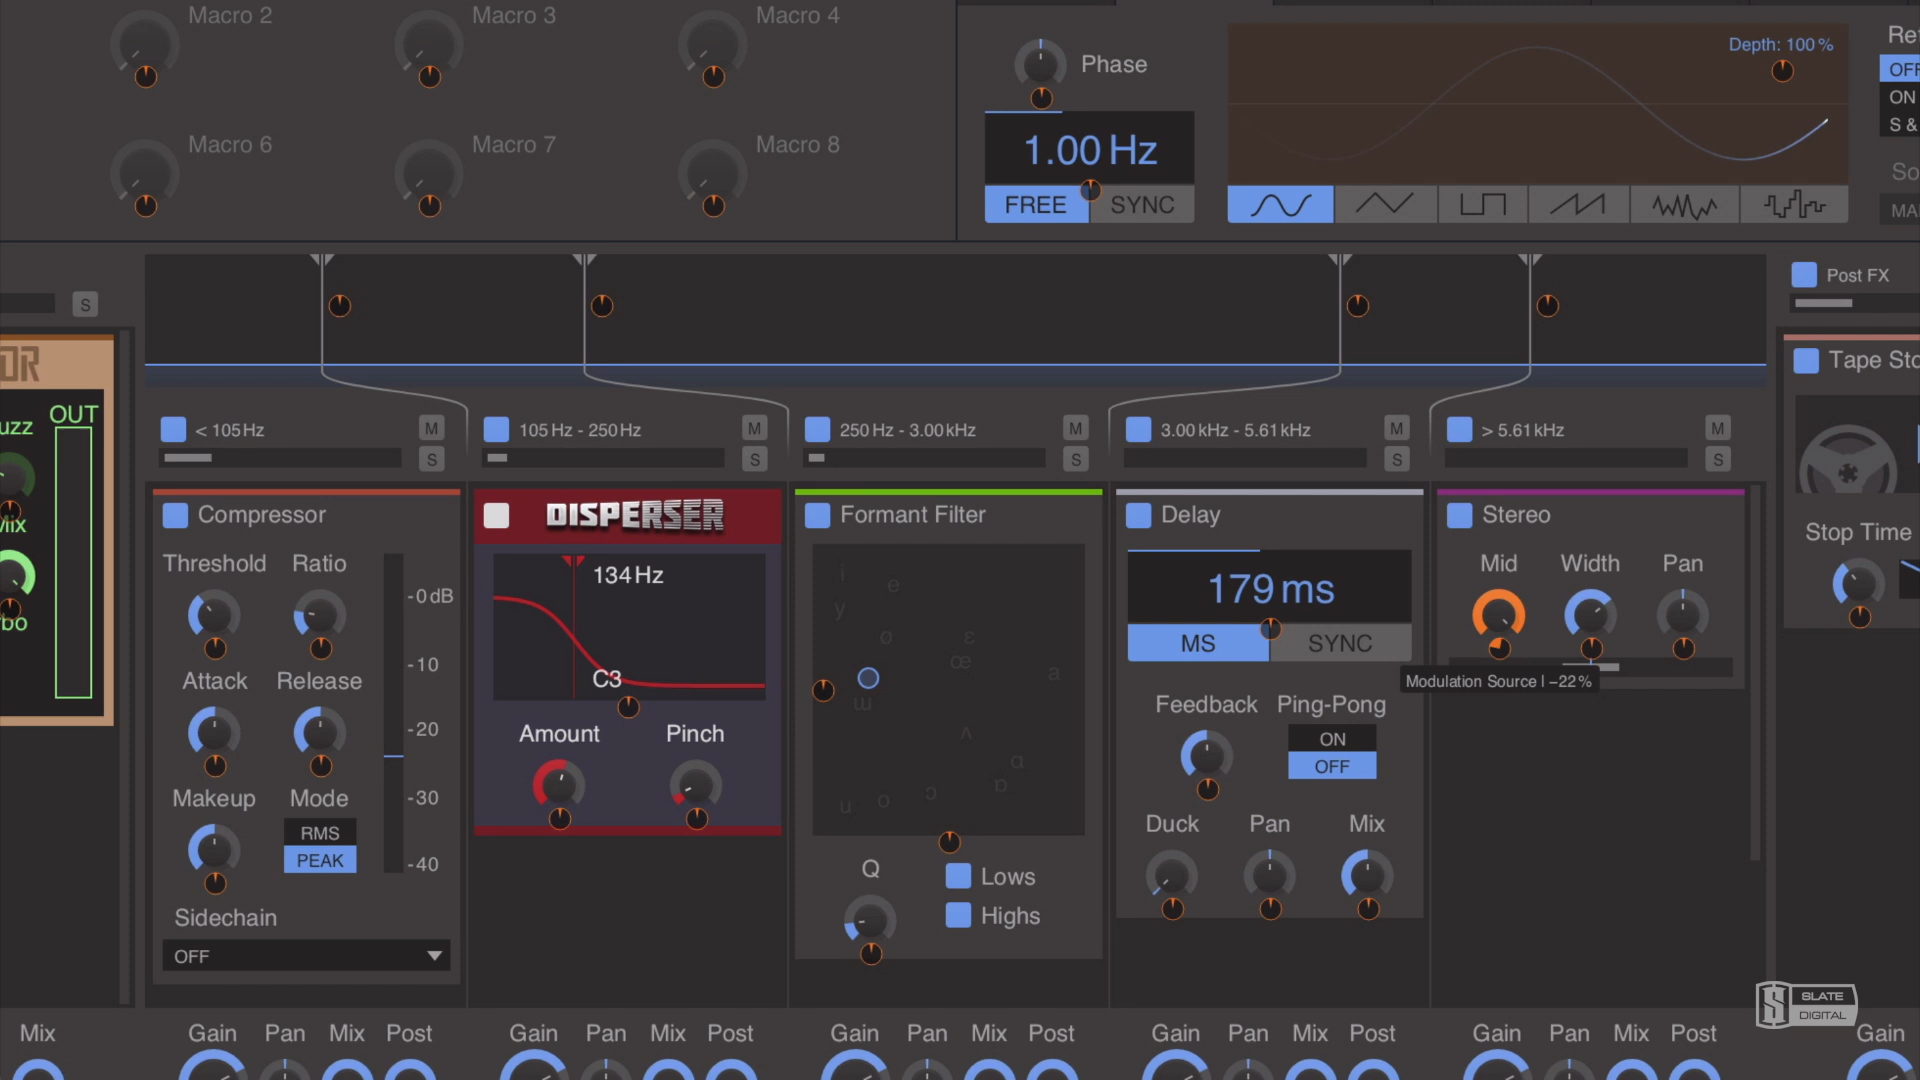 Macro 2
Macro 3
Macro 4
Macro 6
Macro 7
Macro 8
Phase
1.00 Hz
FREE
SYNC
Depth: 100 %
OFF
ON
S &
S
Post FX
OUT
< 105 Hz
M
S
105 Hz - 250 Hz
M
S
250 Hz - 3.00 kHz
M
S
3.00 kHz - 5.61 kHz
M
S
> 5.61 kHz
M
S
Compressor
Threshold
Ratio
Attack
Release
Makeup
Mode
RMS
PEAK
-0 dB
-10
-20
-30
-40
Sidechain
OFF
DISPERSER
134 Hz
C3
Amount
Pinch
Formant Filter
i
e
y
ø
ɛ
œ
a
ɯ
ʌ
ɑ
ɒ
u
o
ɔ
Q
Lows
Highs
Delay
179 ms
MS
SYNC
Feedback
Ping-Pong
ON
OFF
Duck
Pan
Mix
Stereo
Mid
Width
Pan
Modulation Source | -22 %
Tape Sto
Stop Time
SLATE
DIGITAL
Mix
Gain Pan Mix Post
Gain Pan Mix Post
Gain Pan Mix Post
Gain Pan Mix Post
Gain Pan Mix Post
Gain